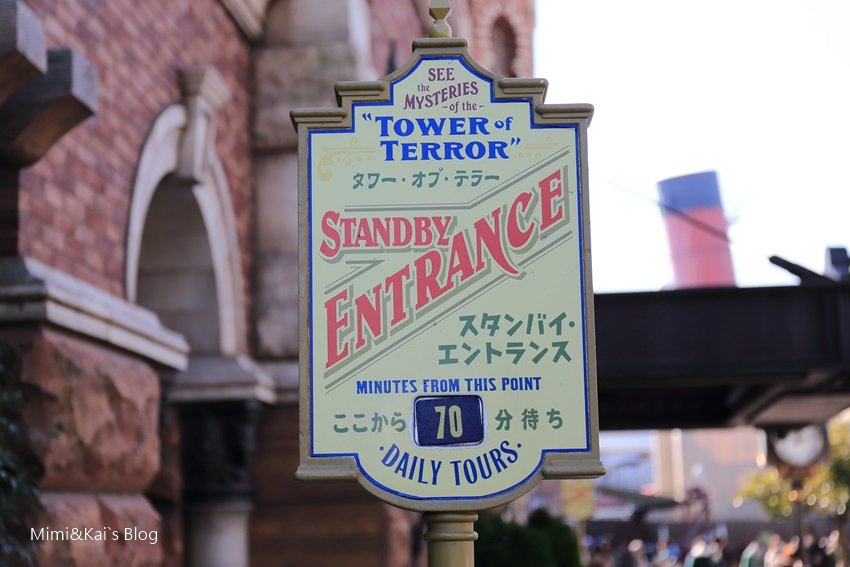 SEE
the
MYSTERIES
-of the-
"TOWER of
TERROR"
タワー・オブ・テラー
STANDBY
ENTRANCE
スタンバイ・
エントランス
MINUTES FROM THIS POINT
ここから 70 分待ち
・DAILY TOURS・
Mimi&Kai`s Blog